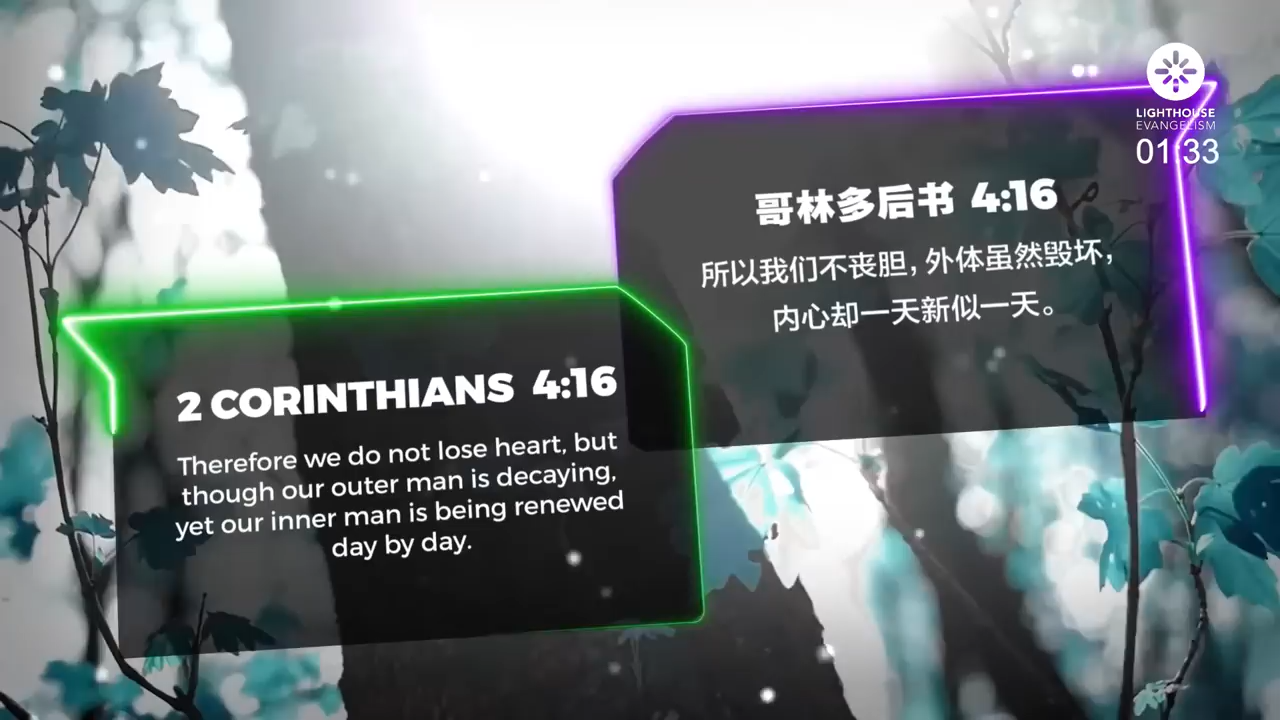 LIGHTHOUSE
EVANGELISM
01:33
哥林多后书 4:16
所以我们不丧胆,外体虽然毁坏,
内心却一天新似一天。
2 CORINTHIANS 4:16
Therefore we do not lose heart, but
though our outer man is decaying,
yet our inner man is being renewed
day by day.